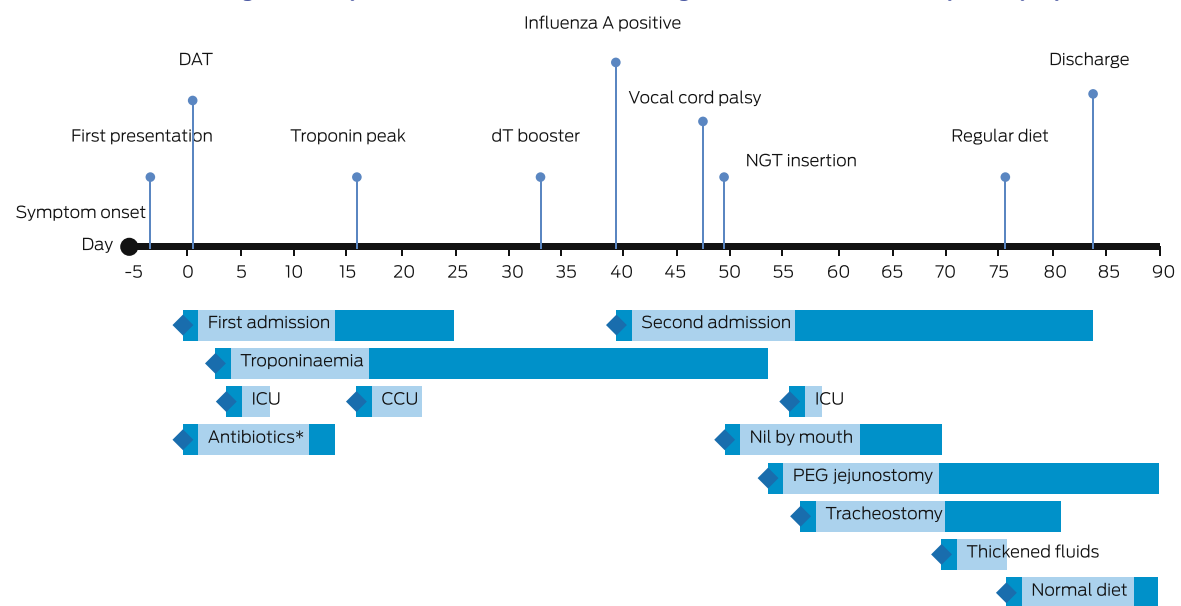 Influenza A positive
DAT
Discharge
Vocal cord palsy
First presentation
Troponin peak
dT booster
Regular diet
NGT insertion
Symptom onset
Day
-5 0 5 10 15 20 25 30 35 40 45 50 55 60 65 70 75 80 85 90
First admission
Second admission
Troponinaemia
ICU
CCU
ICU
Antibiotics*
Nil by mouth
PEG jejunostomy
Tracheostomy
Thickened fluids
Normal diet